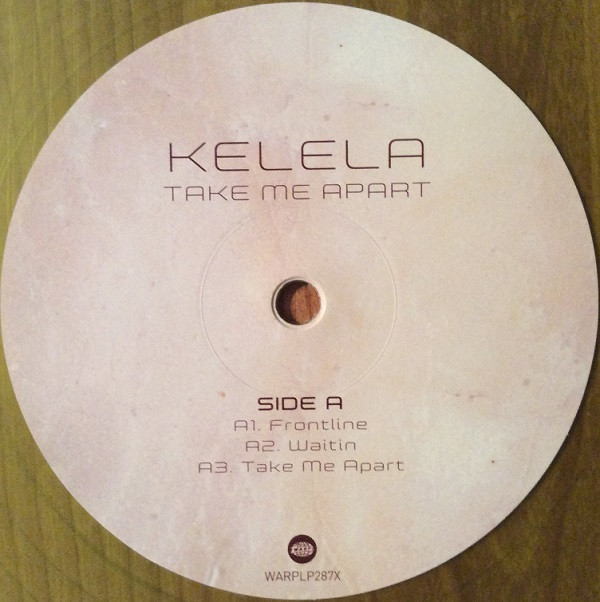 KELELA
TAKE ME APART
SIDE A
A1. Frontline
A2. Waitin
A3. Take Me Apart
WARPLP287X